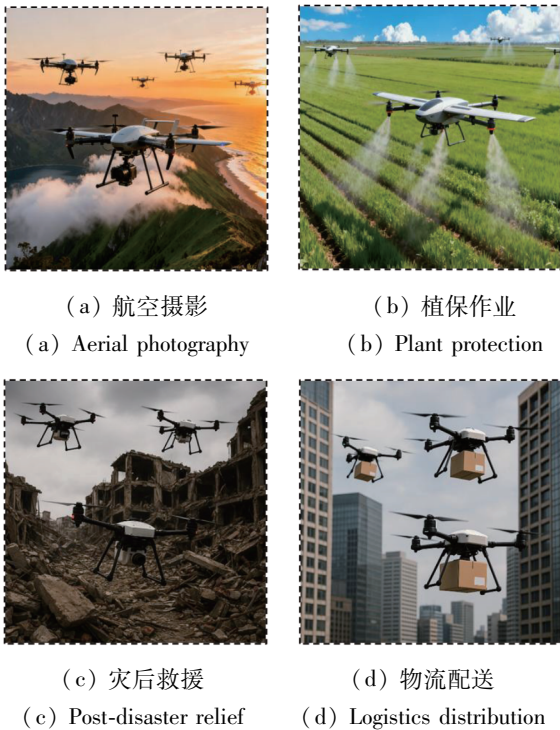 (a) 航空摄影
(a) Aerial photography
(b) 植保作业
(b) Plant protection
(c) 灾后救援
(c) Post-disaster relief
(d) 物流配送
(d) Logistics distribution